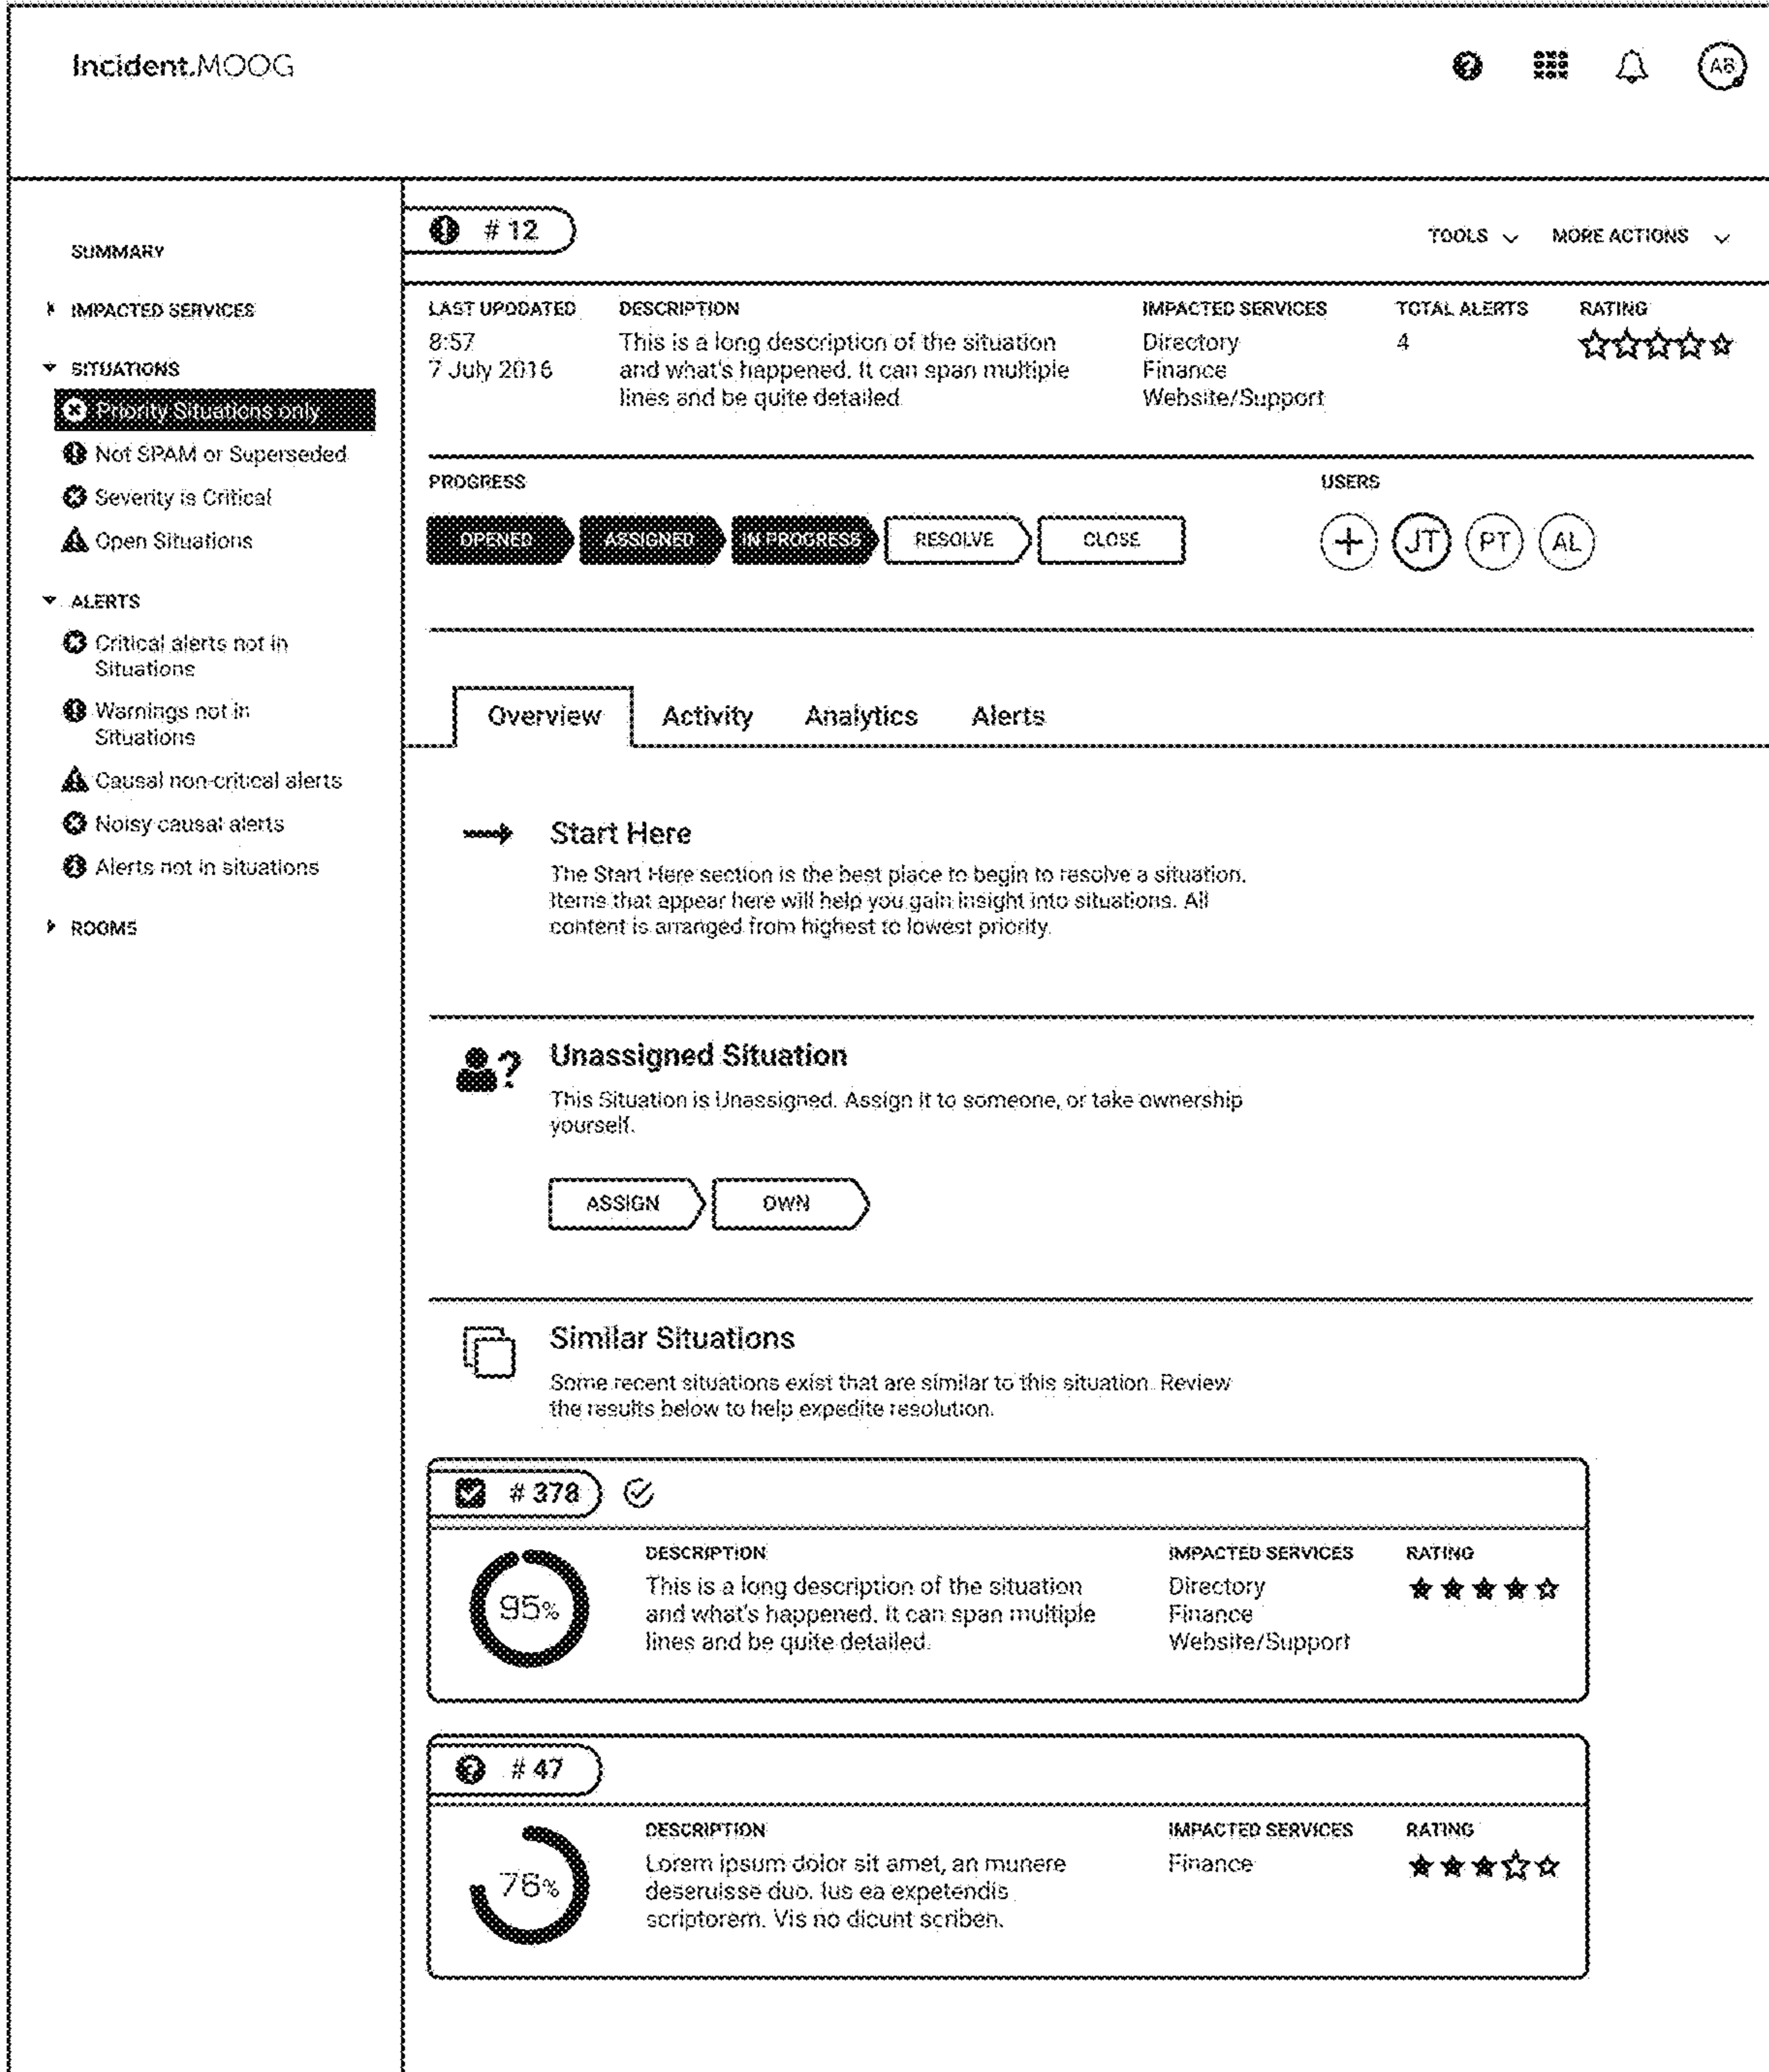 Incident.MOOG
AB
SUMMARY
IMPACTED SERVICES
SITUATIONS
Priority Situations only
Not SPAM or Superseded
Severity is Critical
Open Situations
ALERTS
Critical alerts not in
Situations
Warnings not in
Situations
Causal non-critical alerts
Noisy causal alerts
Alerts not in situations
ROOMS
# 12
TOOLS MORE ACTIONS
LAST UPDDATED DESCRIPTION IMPACTED SERVICES TOTAL ALERTS RATING
8:57 This is a long description of the situation Directory 4
7 July 2016 and what's happened. It can span multiple Finance
lines and be quite detailed Website/Support
PROGRESS USERS
OPENED ASSIGNED IN PROGRESS RESOLVE CLOSE + JT PT AL
Overview Activity Analytics Alerts
Start Here
The Start Here section is the best place to begin to resolve a situation.
Items that appear here will help you gain insight into situations. All
content is arranged from highest to lowest priority.
? Unassigned Situation
This Situation is Unassigned. Assign it to someone, or take ownership
yourself.
ASSIGN OWN
Similar Situations
Some recent situations exist that are similar to this situation. Review
the results below to help expedite resolution.
# 378
DESCRIPTION IMPACTED SERVICES RATING
95% This is a long description of the situation Directory
and what's happened. It can span multiple Finance
lines and be quite detailed. Website/Support
# 47
DESCRIPTION IMPACTED SERVICES RATING
76% Lorem ipsum dolor sit amet, an munere Finance
deseruisse duo. Ius ea expetendis
scriptorem. Vis no dicunt scriben.